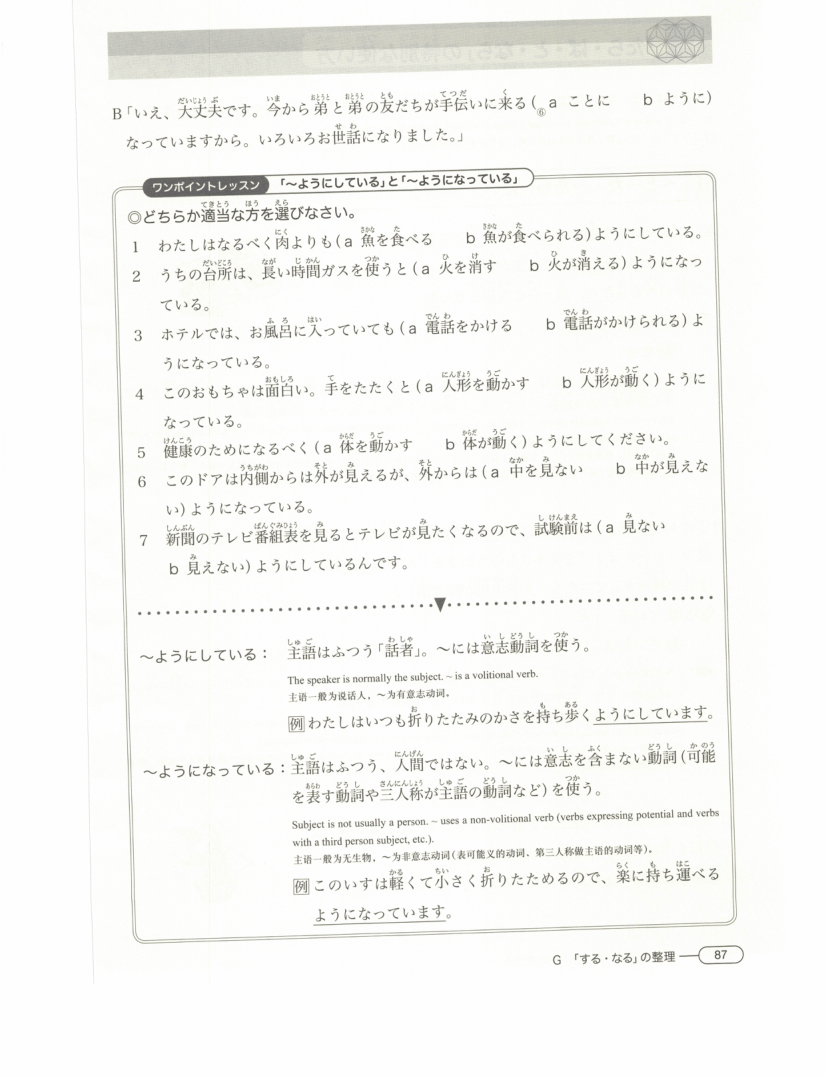 B「いえ、大丈夫です。今から弟と弟の友だちが手伝いに来る(⑥a ことに　b ように)
なっていますから。いろいろお世話になりました。」
ワンポイントレッスン 「〜ようにしている」と「〜ようになっている」
◎どちらか適当な方を選びなさい。
1 わたしはなるべく肉よりも(a 魚を食べる　b 魚が食べられる)ようにしている。
2 うちの台所は、長い時間ガスを使うと(a 火を消す　b 火が消える)ようになっ
ている。
3 ホテルでは、お風呂に入っていても(a 電話をかける　b 電話がかけられる)よ
うになっている。
4 このおもちゃは面白い。手をたたくと(a 人形を動かす　b 人形が動く)ように
なっている。
5 健康のためになるべく(a 体を動かす　b 体が動く)ようにしてください。
6 このドアは内側からは外が見えるが、外からは(a 中を見ない　b 中が見えな
い)ようになっている。
7 新聞のテレビ番組表を見るとテレビが見たくなるので、試験前は(a 見ない
b 見えない)ようにしているんです。
〜ようにしている： 主語はふつう「話者」。〜には意志動詞を使う。
The speaker is normally the subject. ~ is a volitional verb.
主语一般为说话人，〜为有意志动词。
例 わたしはいつも折りたたみのかさを持ち歩くようにしています。
〜ようになっている：主語はふつう、人間ではない。〜には意志を含まない動詞(可能
を表す動詞や三人称が主語の動詞など)を使う。
Subject is not usually a person. ~ uses a non-volitional verb (verbs expressing potential and verbs
with a third person subject, etc.).
主语一般为无生物，〜为非意志动词(表可能义的动词、第三人称做主语的动词等)。
例 このいすは軽くて小さく折りたためるので、楽に持ち運べる
ようになっています。
G 「する・なる」の整理 87